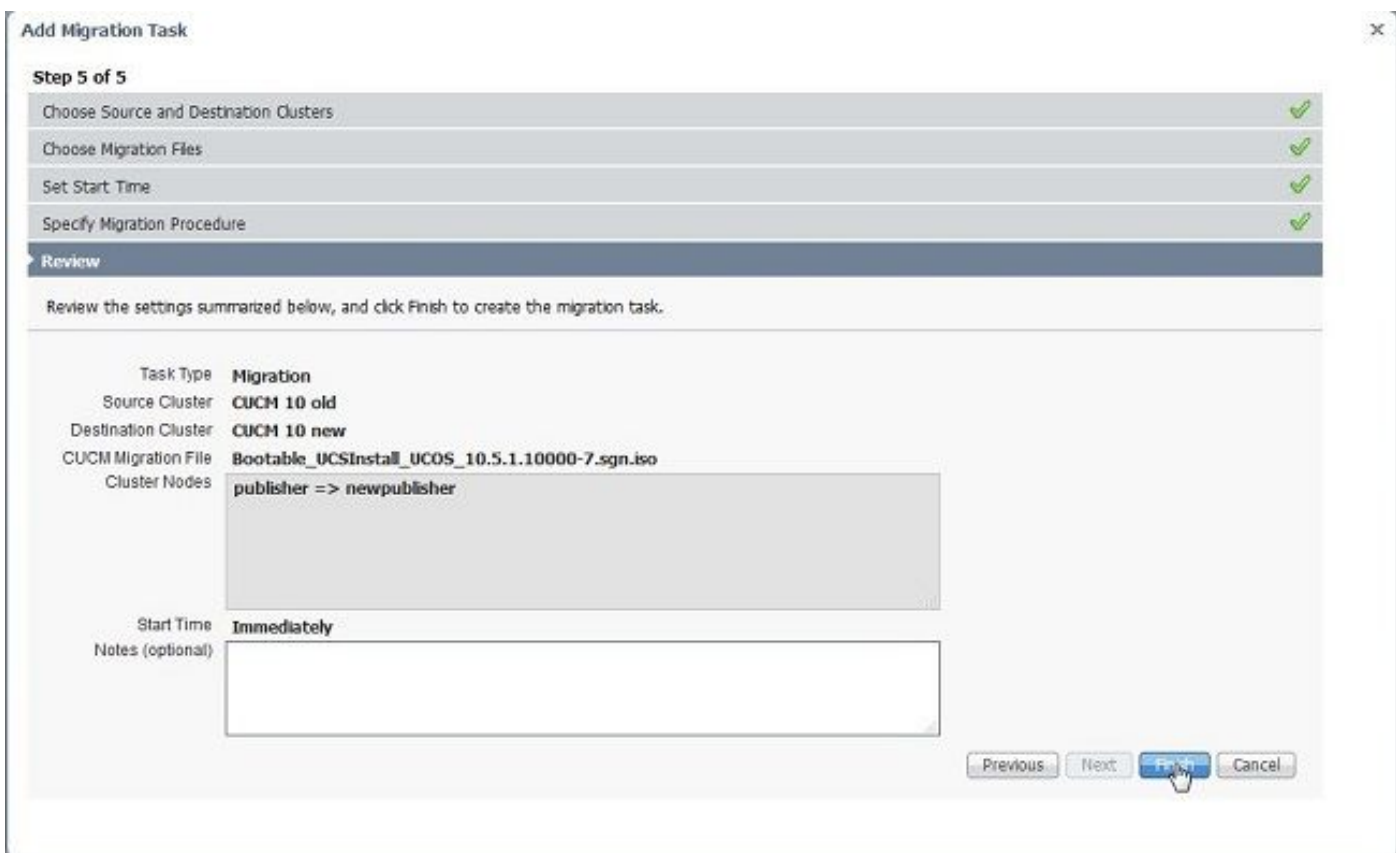 Add Migration Task
Step 5 of 5
Choose Source and Destination Clusters
Choose Migration Files
Set Start Time
Specify Migration Procedure
Review
Review the settings summarized below, and click Finish to create the migration task.
Task Type Migration
Source Cluster CUCM 10 old
Destination Cluster CUCM 10 new
CUCM Migration File Bootable_UCSInstall_UCOS_10.5.1.10000-7.sgn.iso
Cluster Nodes publisher => newpublisher
Start Time Immediately
Notes (optional)
Previous Next Finish Cancel